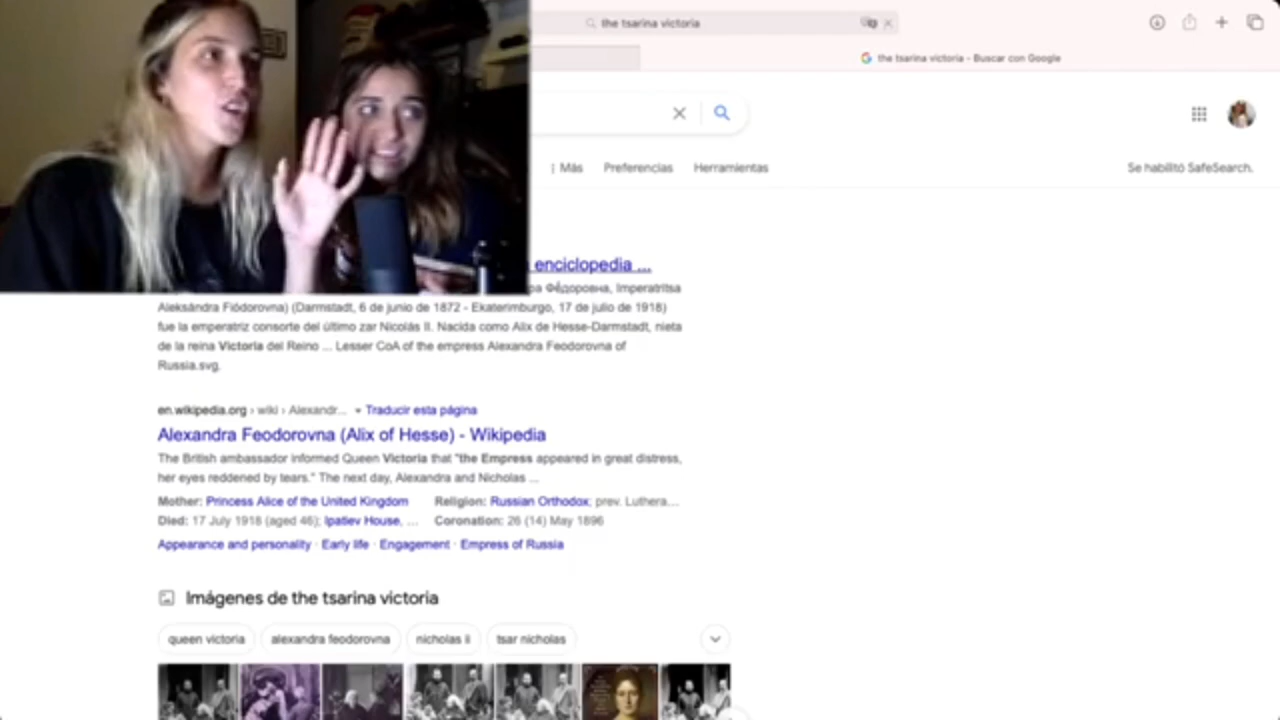 the tsarina victoria
the tsarina victoria - Buscar con Google
Más Preferencias Herramientas Se habilitó SafeSearch.
enciclopedia ...
Фёдоровна, Imperatritsa
Aleksándra Fiódorovna) (Darmstadt, 6 de junio de 1872 - Ekaterimburgo, 17 de julio de 1918)
fue la emperatriz consorte del último zar Nicolás II. Nacida como Alix de Hesse-Darmstadt, nieta
de la reina Victoria del Reino ... Lesser CoA of the empress Alexandra Feodorovna of
Russia.svg.
en.wikipedia.org › wiki › Alexandr... Traducir esta página
Alexandra Feodorovna (Alix of Hesse) - Wikipedia
The British ambassador informed Queen Victoria that "the Empress appeared in great distress,
her eyes reddened by tears." The next day, Alexandra and Nicholas ...
Mother: Princess Alice of the United Kingdom Religion: Russian Orthodox; prev. Luthera...
Died: 17 July 1918 (aged 46); Ipatiev House, ... Coronation: 26 (14) May 1896
Appearance and personality · Early life · Engagement · Empress of Russia
Imágenes de the tsarina victoria
queen victoria alexandra feodorovna nicholas ii tsar nicholas